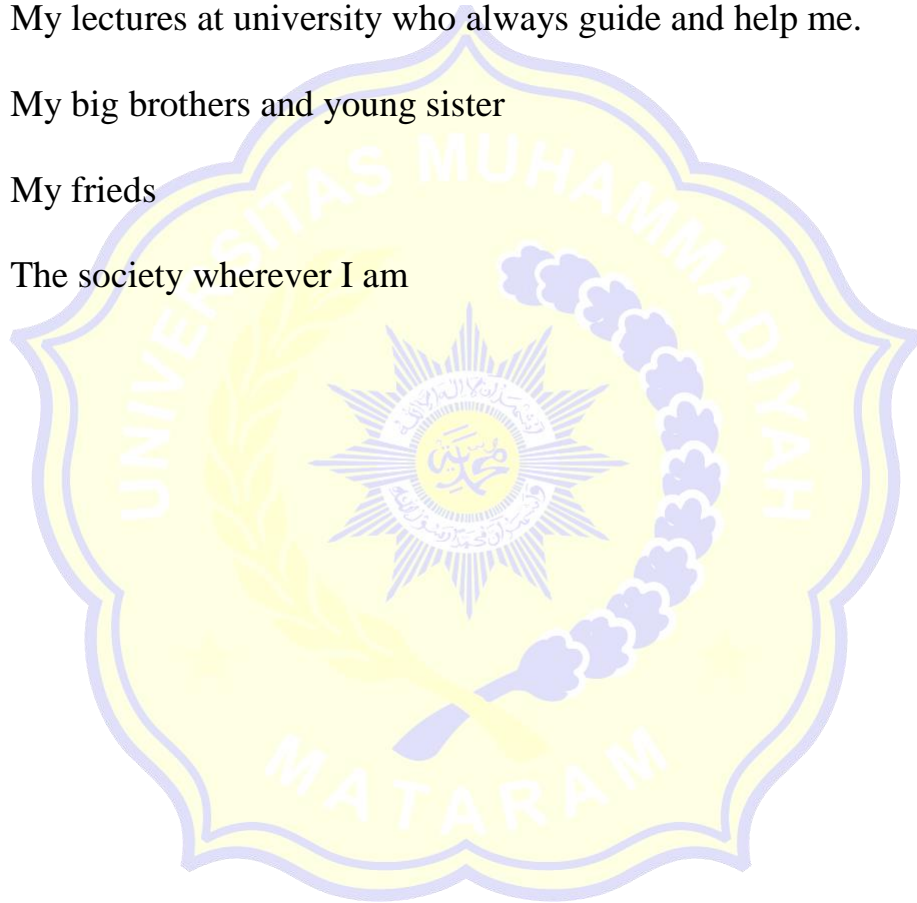 My lectures at university who always guide and help me.
My big brothers and young sister
My frieds
The society wherever I am
UNIVERSITAS MUHAMMADIYAH
MATARAM